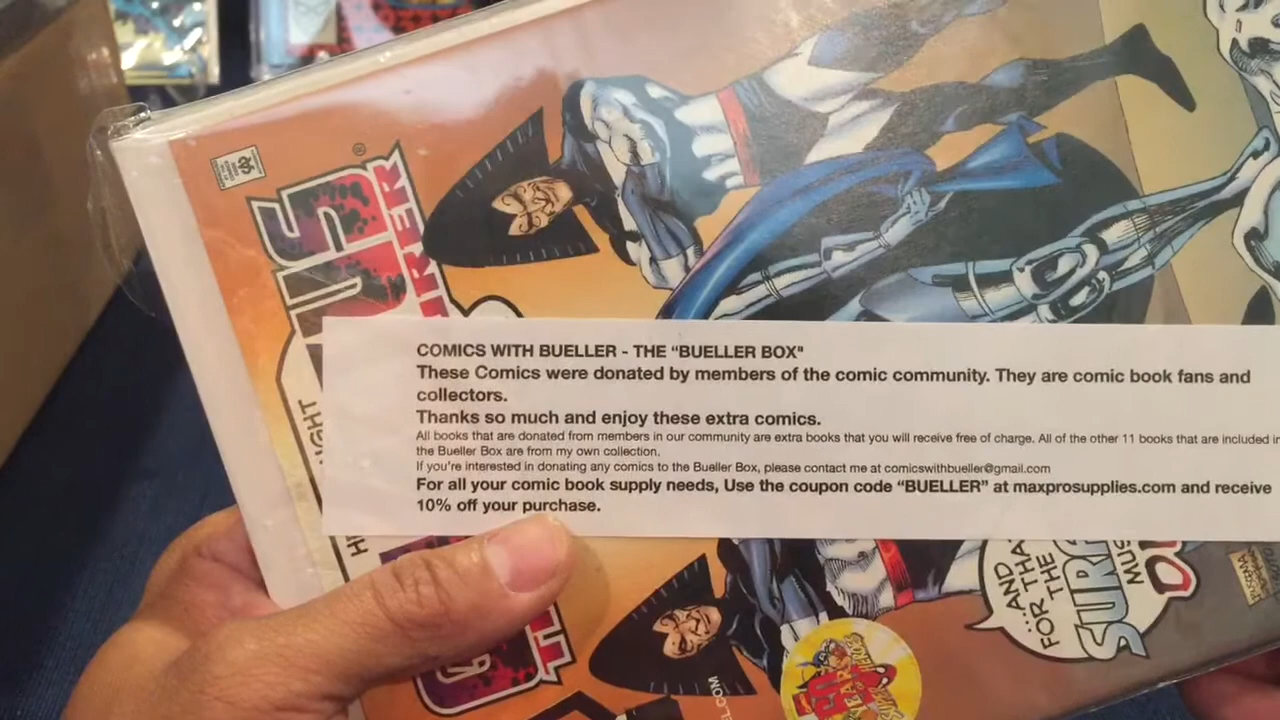 COMICS WITH BUELLER - THE "BUELLER BOX"
These Comics were donated by members of the comic community. They are comic book fans and
collectors.
Thanks so much and enjoy these extra comics.
All books that are donated from members in our community are extra books that you will receive free of charge. All of the other 11 books that are included in
the Bueller Box are from my own collection.
If you're interested in donating any comics to the Bueller Box, please contact me at comicswithbueller@gmail.com
For all your comic book supply needs, Use the coupon code “BUELLER” at maxprosupplies.com and receive
10% off your purchase.
...AND
FOR THA
THE
SURF
MUS